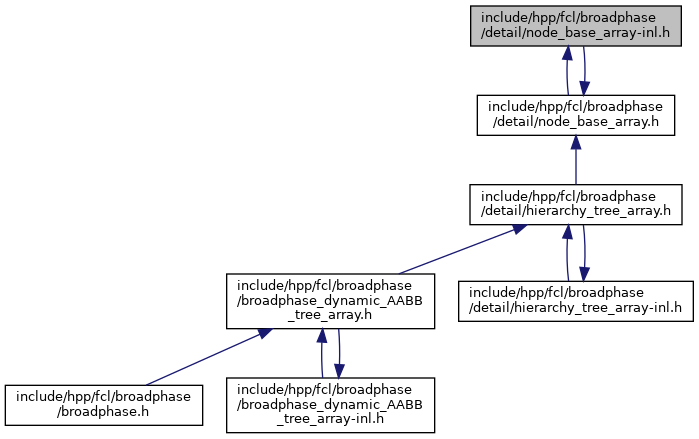 include/hpp/fcl/broadphase
/detail/node_base_array-inl.h
include/hpp/fcl/broadphase
/detail/node_base_array.h
include/hpp/fcl/broadphase
/detail/hierarchy_tree_array.h
include/hpp/fcl/broadphase
/broadphase_dynamic_AABB
_tree_array.h
include/hpp/fcl/broadphase
/detail/hierarchy_tree_array-inl.h
include/hpp/fcl/broadphase
/broadphase.h
include/hpp/fcl/broadphase
/broadphase_dynamic_AABB
_tree_array-inl.h